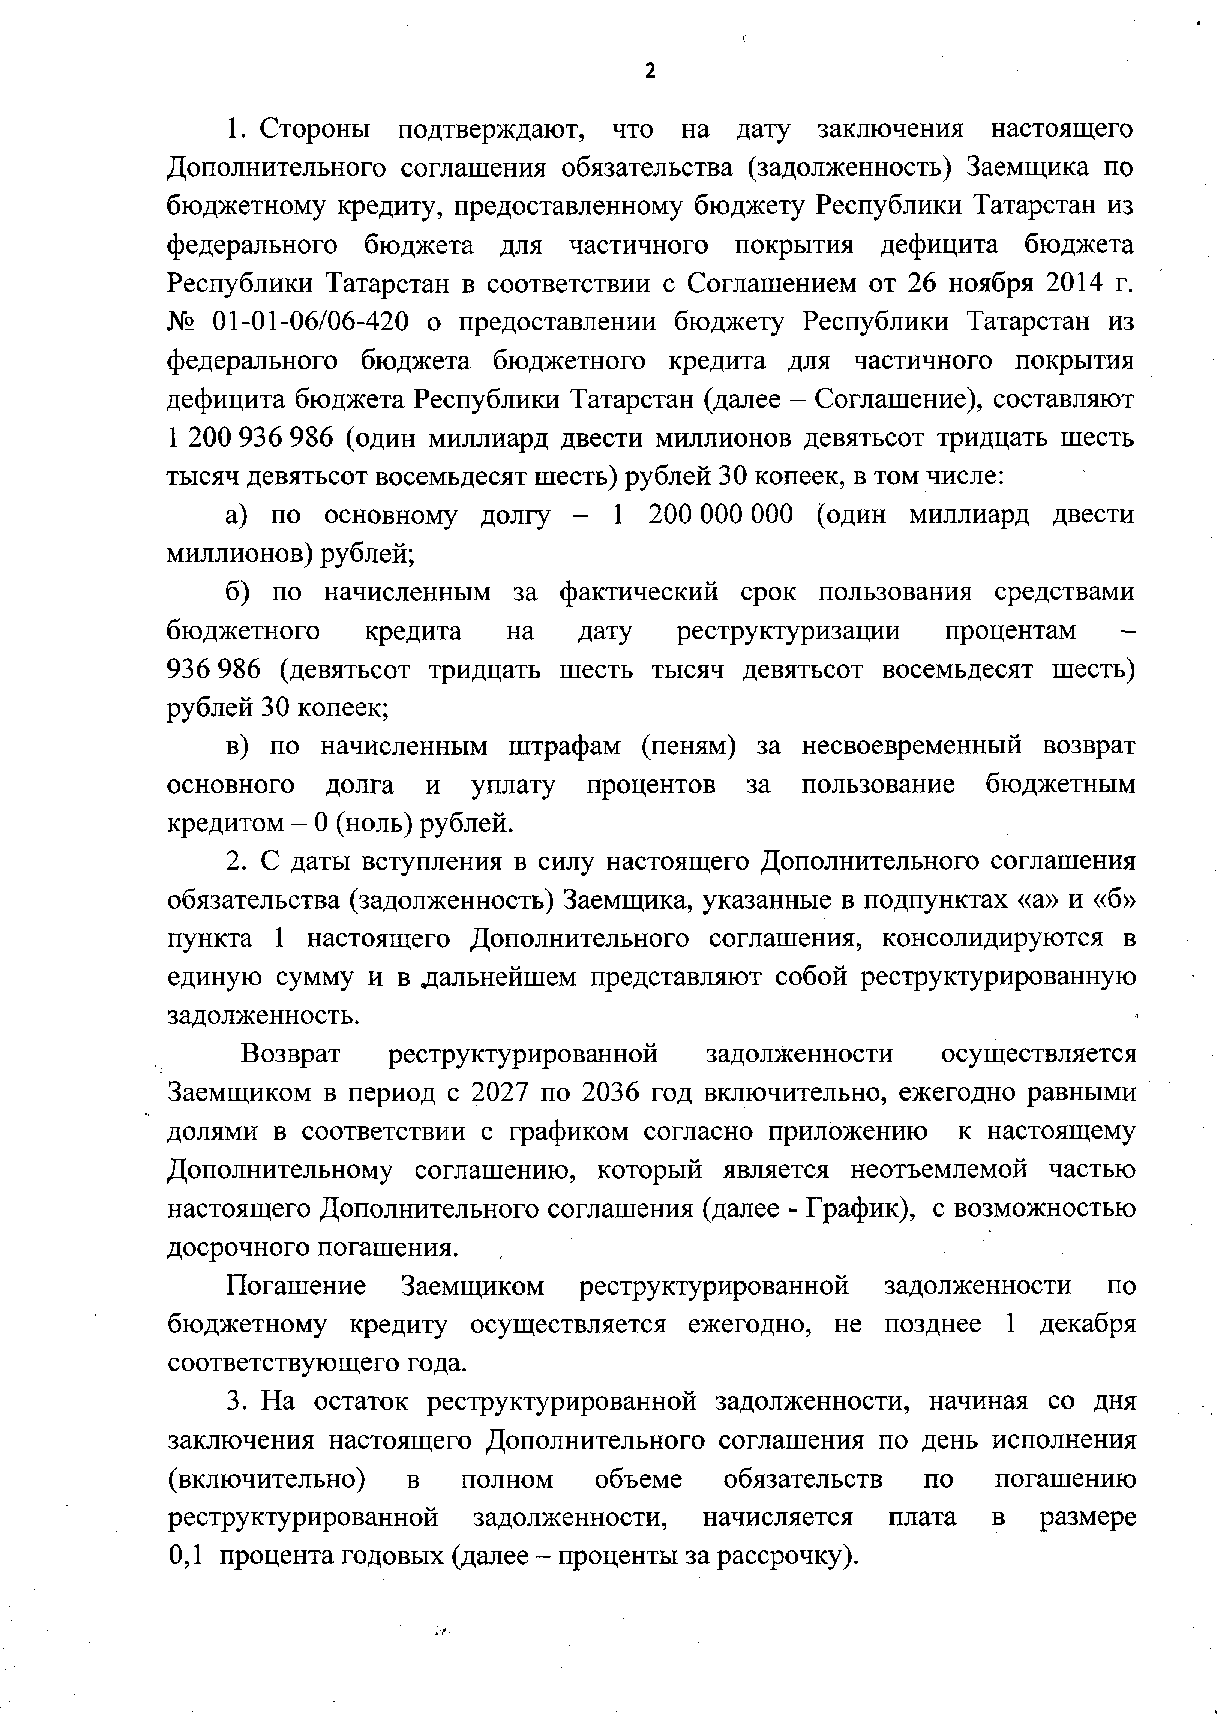 2
1. Стороны подтверждают, что на дату заключения настоящего
Дополнительного соглашения обязательства (задолженность) Заемщика по
бюджетному кредиту, предоставленному бюджету Республики Татарстан из
федерального бюджета для частичного покрытия дефицита бюджета
Республики Татарстан в соответствии с Соглашением от 26 ноября 2014 г.
№ 01-01-06/06-420 о предоставлении бюджету Республики Татарстан из
федерального бюджета бюджетного кредита для частичного покрытия
дефицита бюджета Республики Татарстан (далее – Соглашение), составляют
1 200 936 986 (один миллиард двести миллионов девятьсот тридцать шесть
тысяч девятьсот восемьдесят шесть) рублей 30 копеек, в том числе:
а) по основному долгу – 1 200 000 000 (один миллиард двести
миллионов) рублей;
б) по начисленным за фактический срок пользования средствами
бюджетного кредита на дату реструктуризации процентам –
936 986 (девятьсот тридцать шесть тысяч девятьсот восемьдесят шесть)
рублей 30 копеек;
в) по начисленным штрафам (пеням) за несвоевременный возврат
основного долга и уплату процентов за пользование бюджетным
кредитом – 0 (ноль) рублей.
2. С даты вступления в силу настоящего Дополнительного соглашения
обязательства (задолженность) Заемщика, указанные в подпунктах «а» и «б»
пункта 1 настоящего Дополнительного соглашения, консолидируются в
единую сумму и в дальнейшем представляют собой реструктурированную
задолженность.
Возврат реструктурированной задолженности осуществляется
Заемщиком в период с 2027 по 2036 год включительно, ежегодно равными
долями в соответствии с графиком согласно приложению к настоящему
Дополнительному соглашению, который является неотъемлемой частью
настоящего Дополнительного соглашения (далее - График), с возможностью
досрочного погашения.
Погашение Заемщиком реструктурированной задолженности по
бюджетному кредиту осуществляется ежегодно, не позднее 1 декабря
соответствующего года.
3. На остаток реструктурированной задолженности, начиная со дня
заключения настоящего Дополнительного соглашения по день исполнения
(включительно) в полном объеме обязательств по погашению
реструктурированной задолженности, начисляется плата в размере
0,1 процента годовых (далее – проценты за рассрочку).